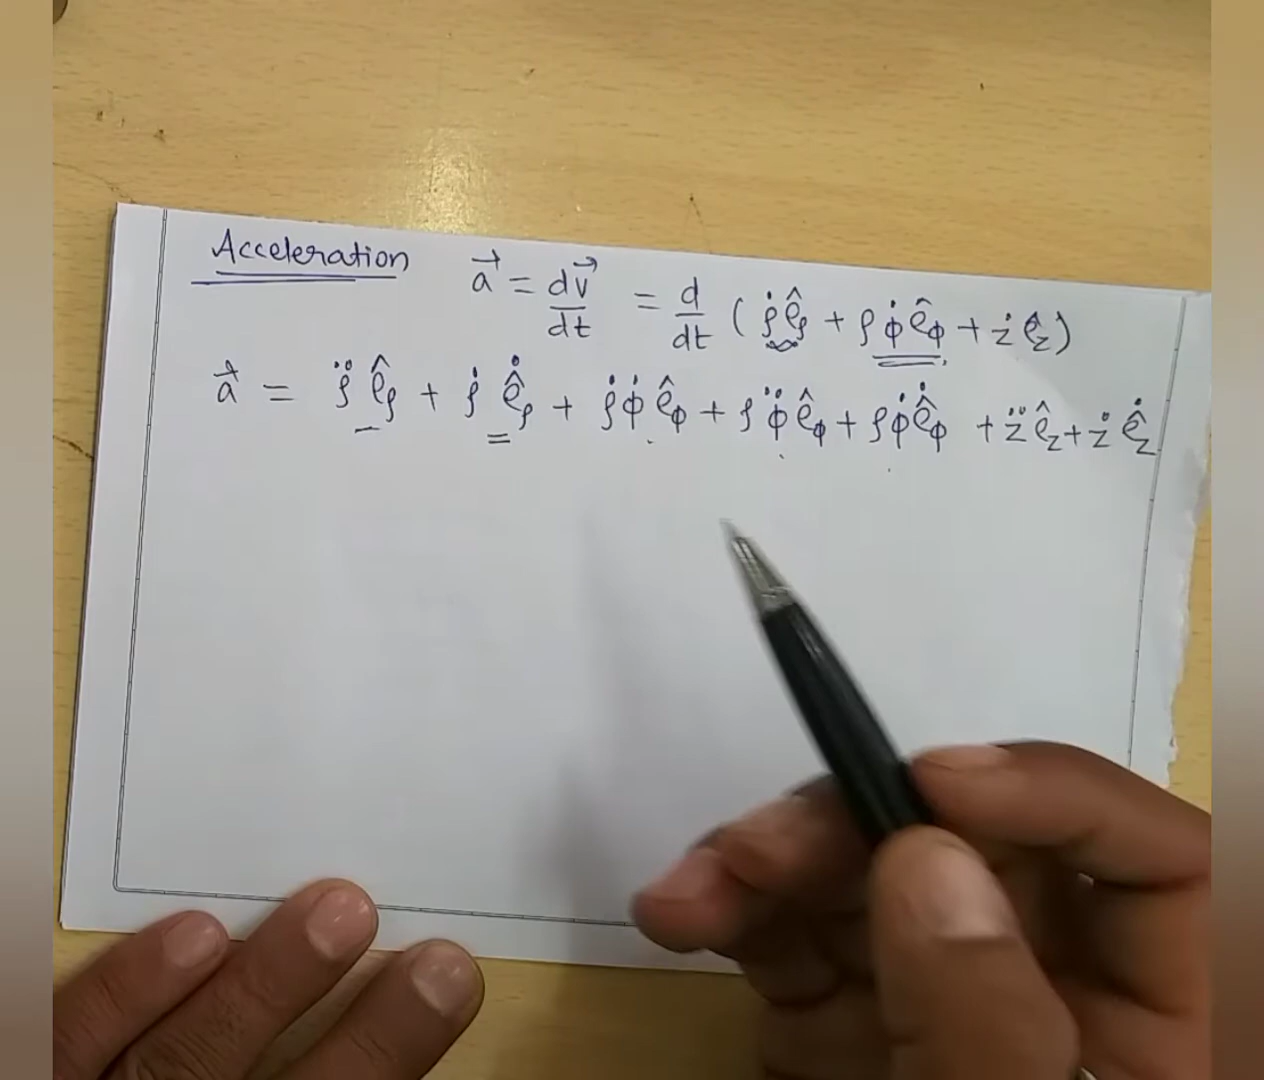 Acceleration a⃗ = dv⃗/dt = d/dt (ρ̇ ê_ρ + ρ ϕ̇ ê_ϕ + ż ê_z)
a⃗ = ρ̈ ê_ρ + ρ̇ ê̇_ρ + ρ̇ ϕ̇ ê_ϕ + ρ ϕ̈ ê_ϕ + ρ ϕ̇ ê̇_ϕ + z̈ ê_z + ż ê̇_z